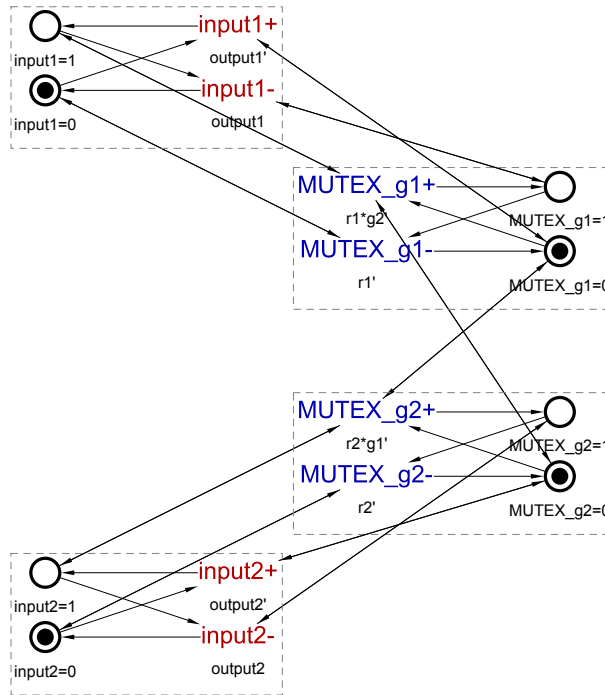 input1+
input1=1
output1'
input1-
input1=0
output1
MUTEX_g1+
r1*g2'
MUTEX_g1=1
MUTEX_g1-
r1'
MUTEX_g1=0
MUTEX_g2+
r2*g1'
MUTEX_g2=1
MUTEX_g2-
r2'
MUTEX_g2=0
input2+
input2=1
output2'
input2-
input2=0
output2